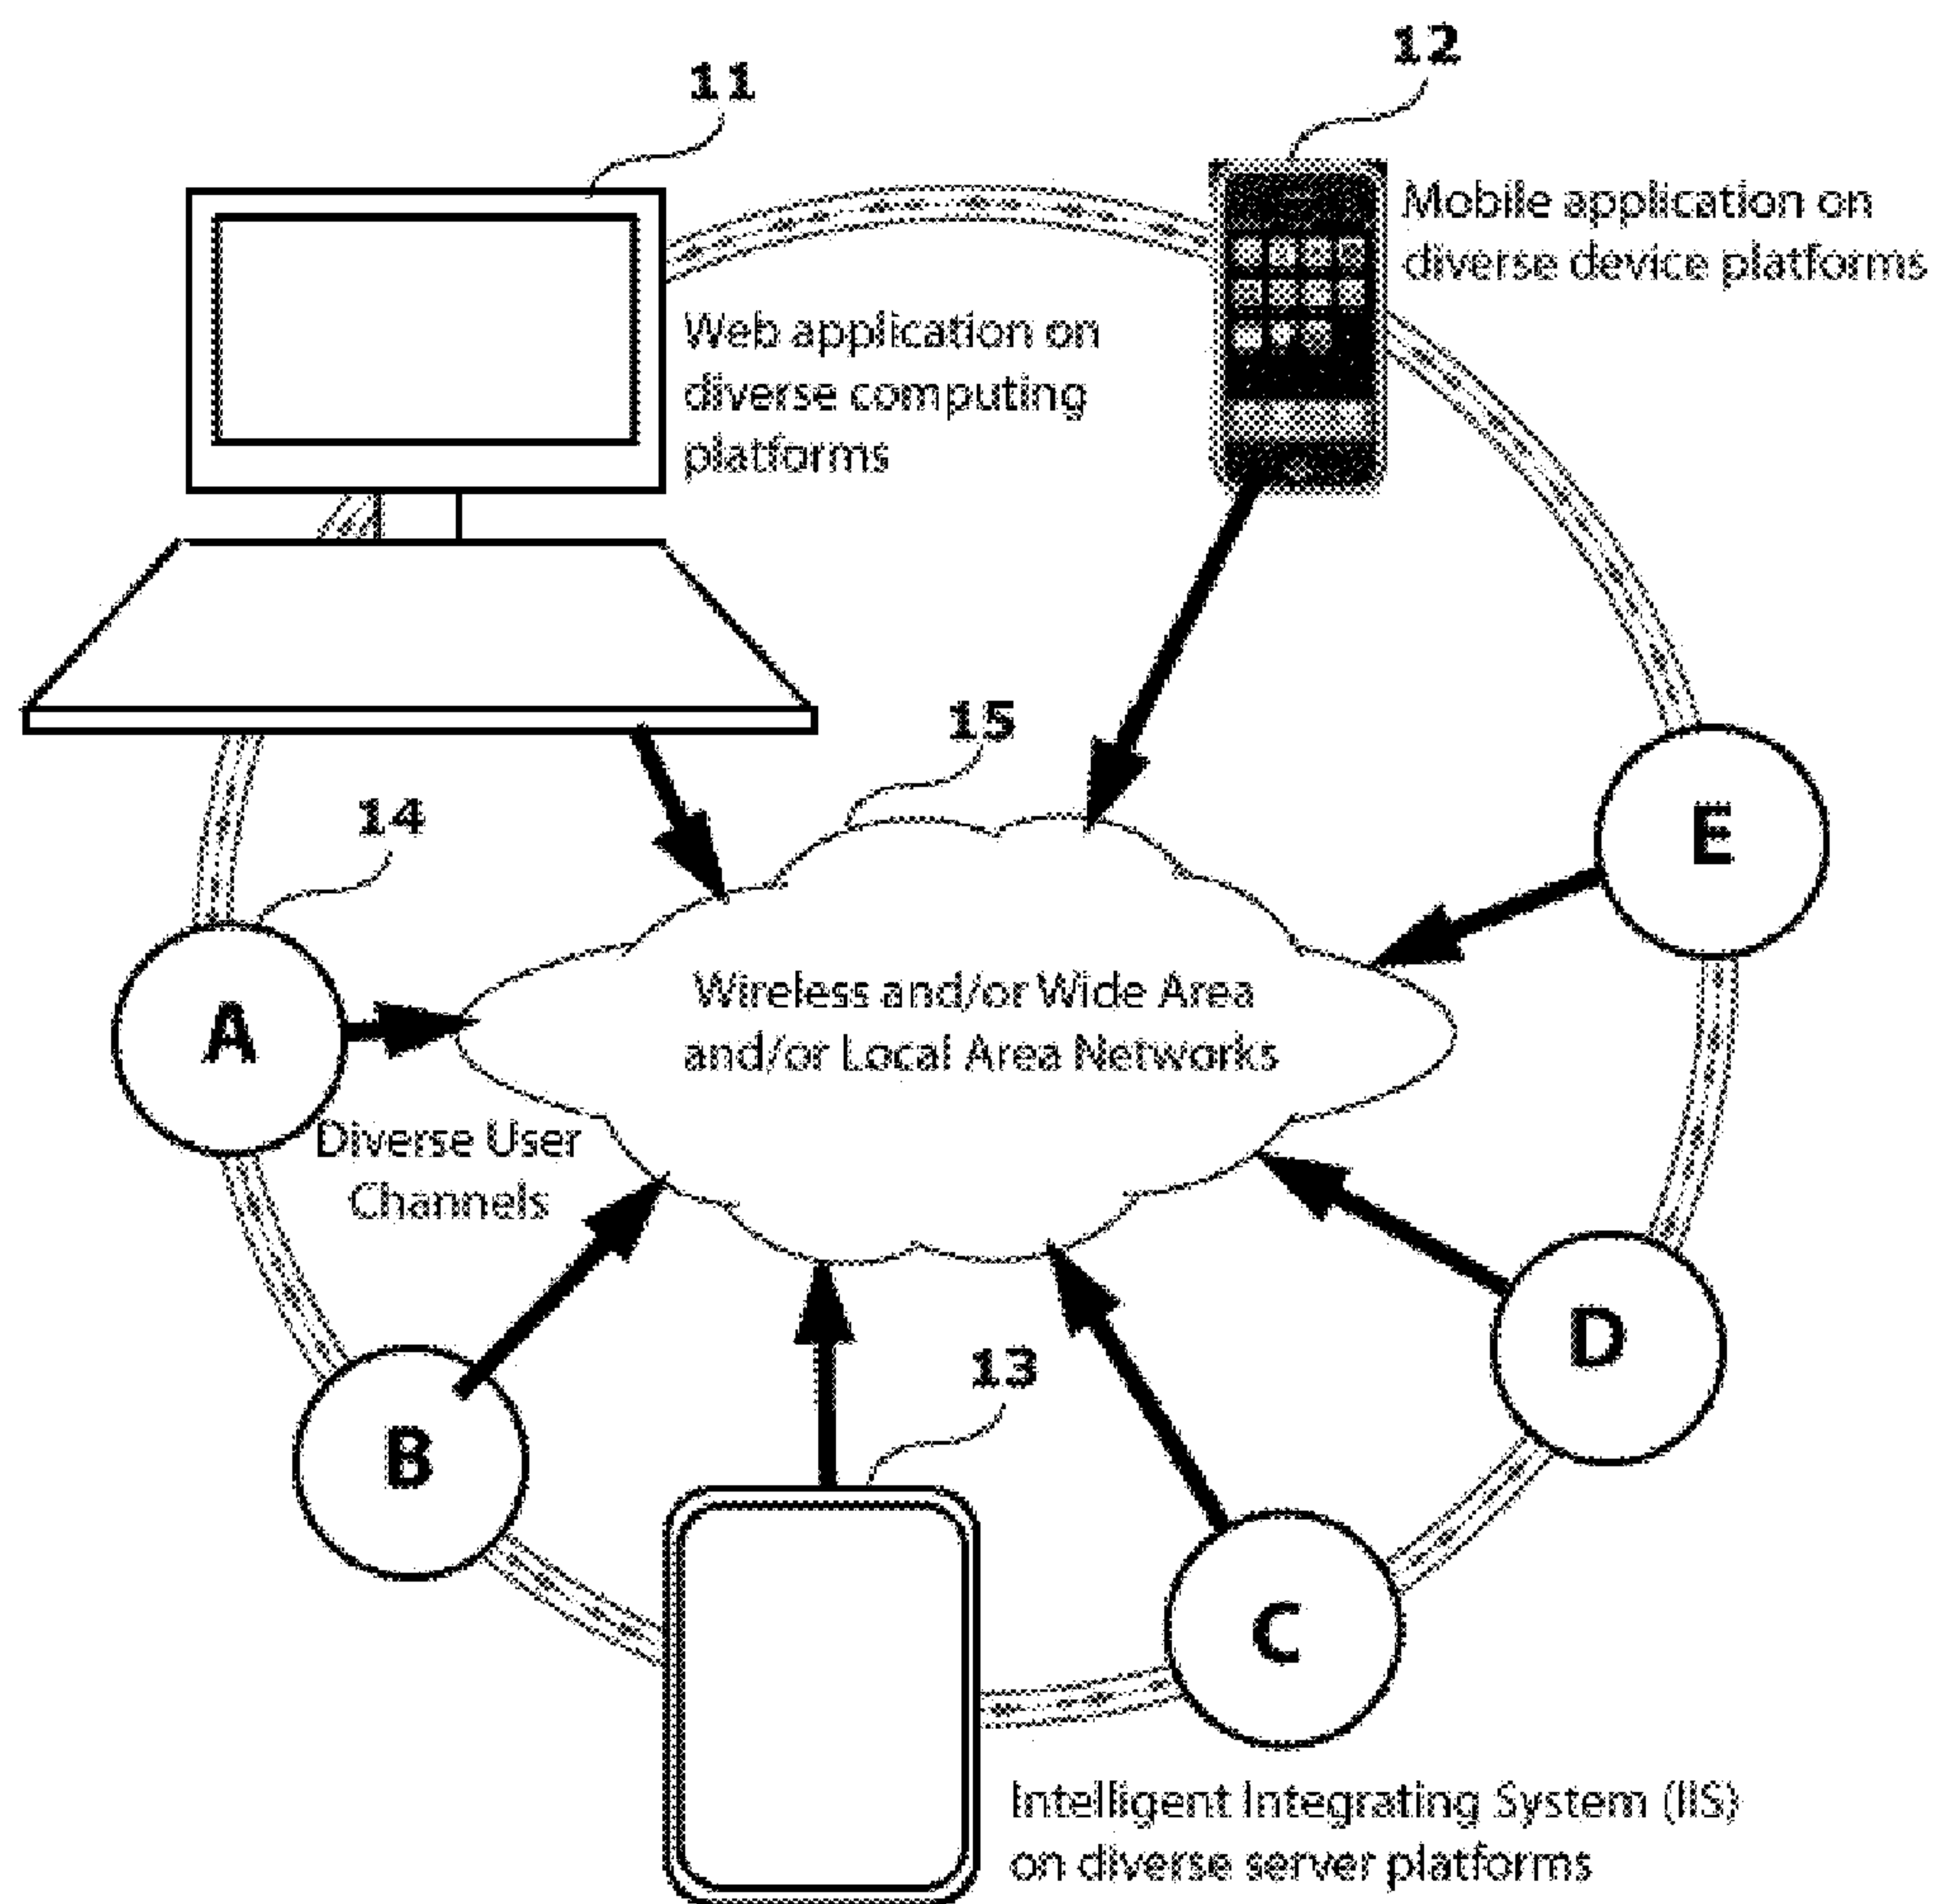 12
11
Mobile application on
diverse device platforms
Web application on
diverse computing
platforms
15
14
E
A
Wireless and/or Wide Area
and/or Local Area Networks
Diverse User
Channels
D
13
B
C
Intelligent Integrating System (IIS)
on diverse server platforms